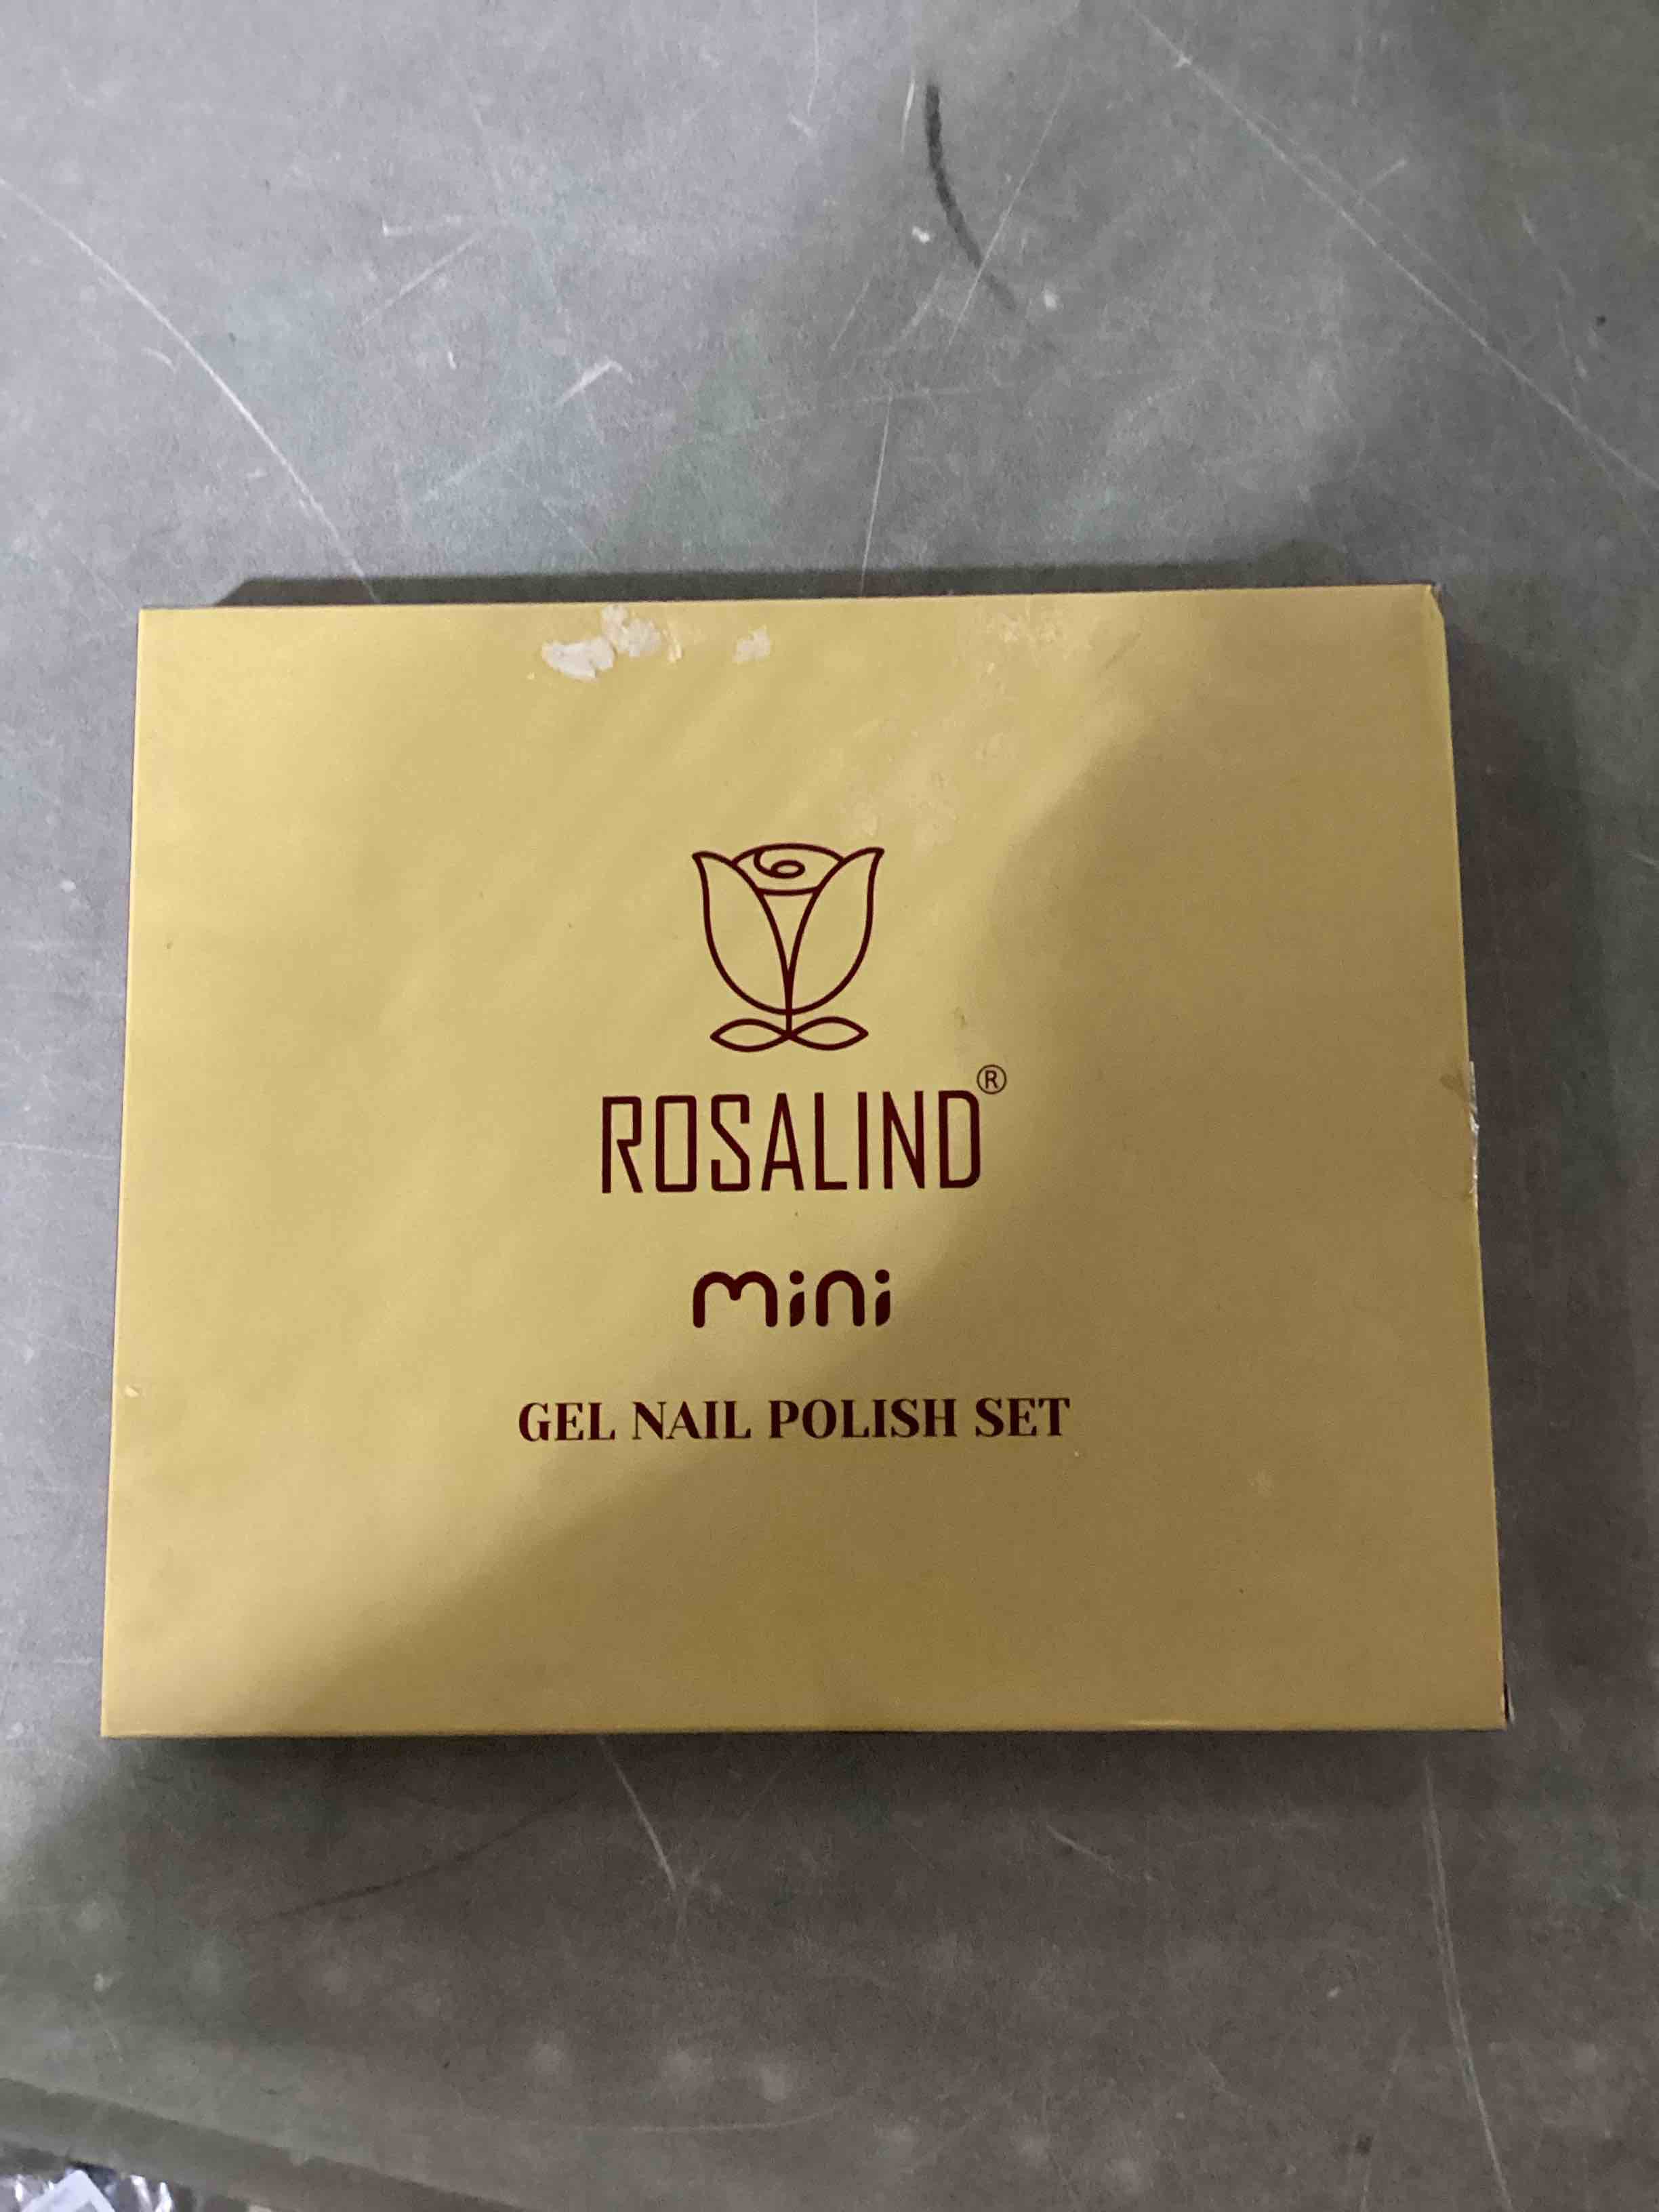 ROSALIND®
mini
GEL NAIL POLISH SET